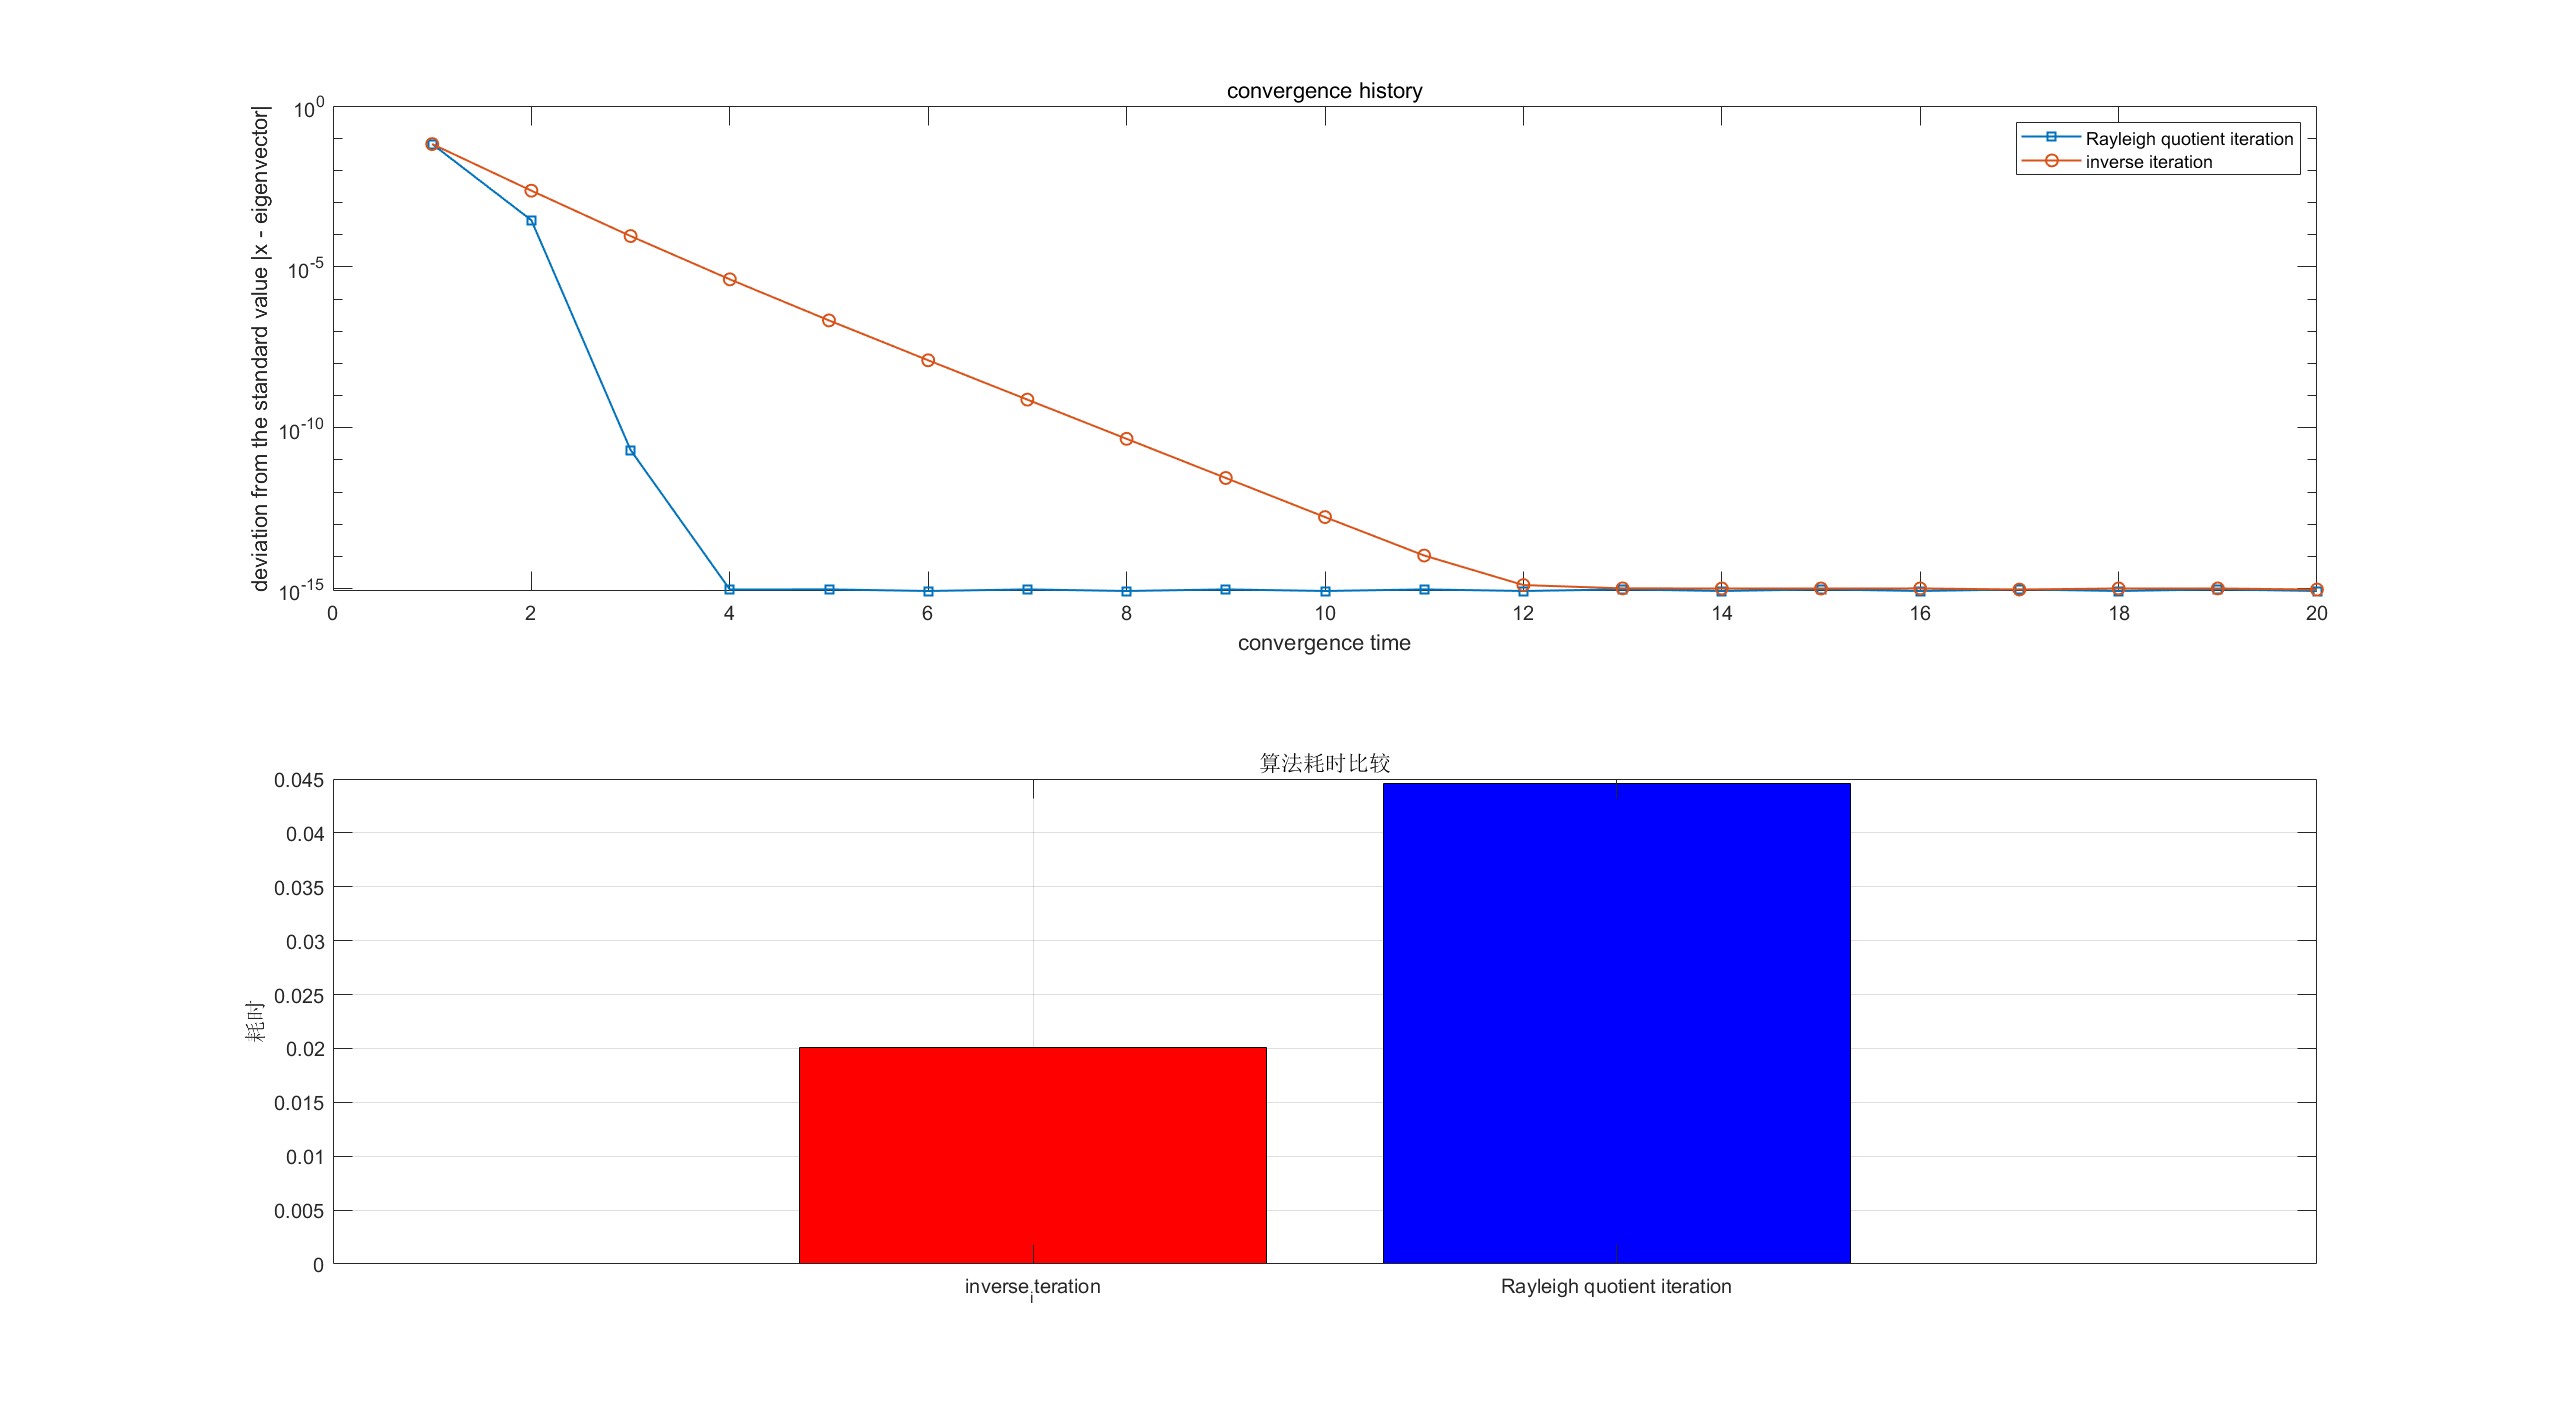 convergence history
10^0
10^-5
10^-10
10^-15
deviation from the standard value |x - eigenvector|
Rayleigh quotient iteration
inverse iteration
0 2 4 6 8 10 12 14 16 18 20
convergence time
算法耗时比较
0.045
0.04
0.035
0.03
0.025
0.02
0.015
0.01
0.005
0
耗时
inverse_iteration Rayleigh quotient iteration